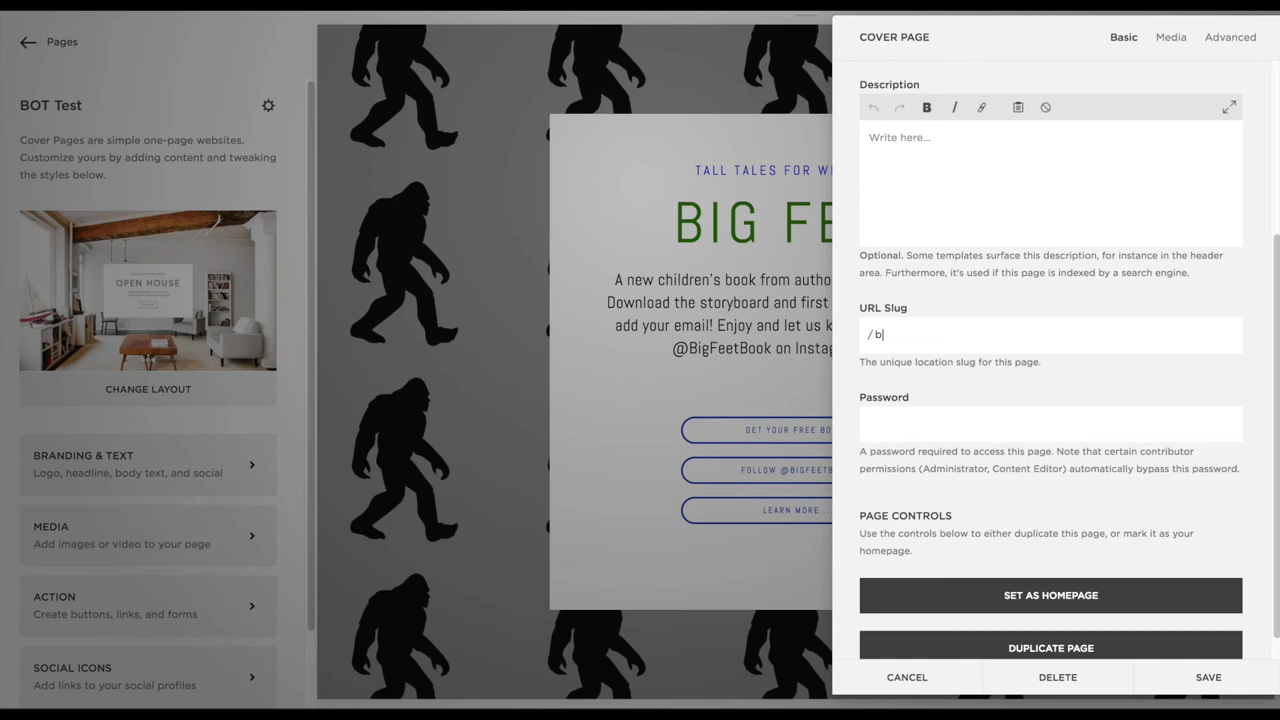 Pages
BOT Test
Cover Pages are simple one-page websites.
Customize yours by adding content and tweaking
the styles below.
OPEN HOUSE
CHANGE LAYOUT
BRANDING & TEXT
Logo, headline, body text, and social
MEDIA
Add images or video to your page
ACTION
Create buttons, links, and forms
SOCIAL ICONS
Add links to your social profiles
TALL TALES FOR
BIG
A new children's book from
Download the storyboard and first
add your email! Enjoy and let us
@BigFeetBook on
GET YOUR FREE
FOLLOW
LEARN MORE...
COVER PAGE
Basic Media Advanced
Description
B I
Write here...
Optional. Some templates surface this description, for instance in the header
area. Furthermore, it's used if this page is indexed by a search engine.
URL Slug
/ b
The unique location slug for this page.
Password
A password required to access this page. Note that certain contributor
permissions (Administrator, Content Editor) automatically bypass this password.
PAGE CONTROLS
Use the controls below to either duplicate this page, or mark it as your
homepage.
SET AS HOMEPAGE
DUPLICATE PAGE
CANCEL DELETE SAVE